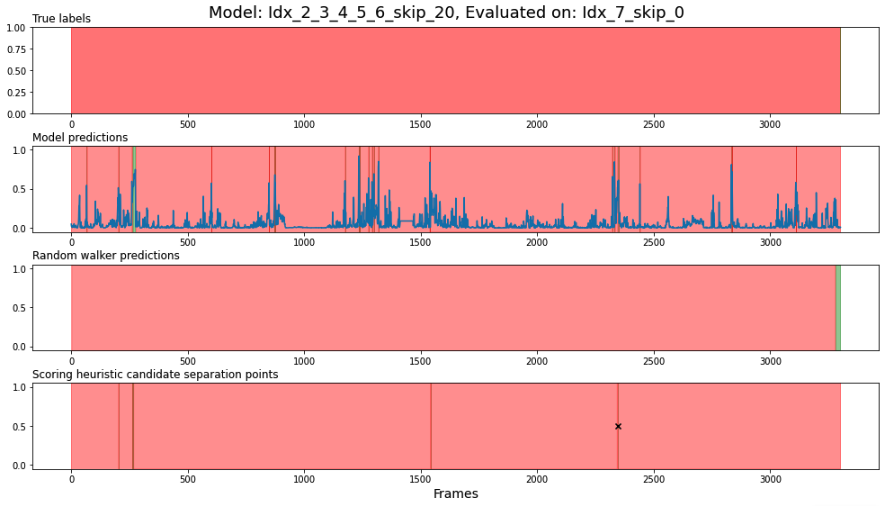 Model: Idx_2_3_4_5_6_skip_20, Evaluated on: Idx_7_skip_0
True labels
1.00
0.75
0.50
0.25
0.00
0 500 1000 1500 2000 2500 3000
Model predictions
1.0
0.5
0.0
0 500 1000 1500 2000 2500 3000
Random walker predictions
1.0
0.5
0.0
0 500 1000 1500 2000 2500 3000
Scoring heuristic candidate separation points
1.0
0.5
0.0
0 500 1000 1500 2000 2500 3000
Frames